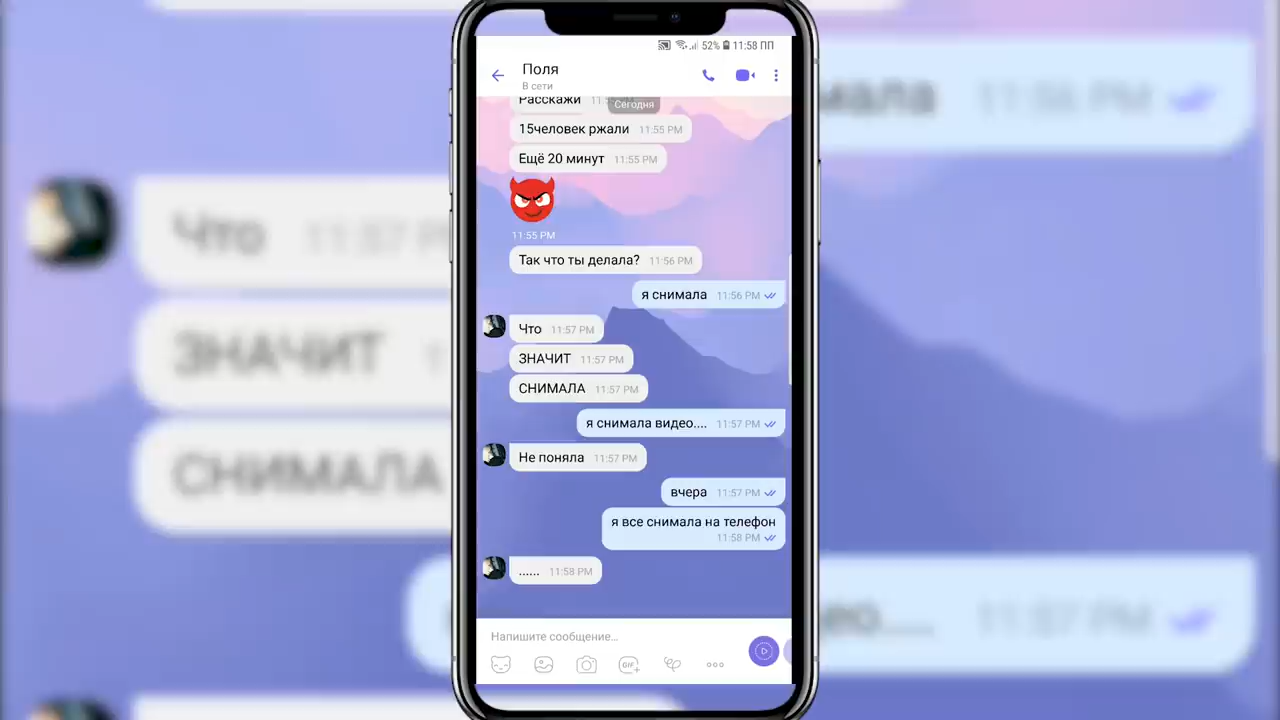 52% 11:58 ПП
Поля
В сети
Расскажи
Сегодня
15человек ржали 11:55 PM
Ещё 20 минут 11:55 PM
11:55 PM
Так что ты делала? 11:56 PM
я снимала 11:56 PM
Что 11:57 PM
ЗНАЧИТ 11:57 PM
СНИМАЛА 11:57 PM
я снимала видео.... 11:57 PM
Не поняла 11:57 PM
вчера 11:57 PM
я все снимала на телефон
11:58 PM
...... 11:58 PM
Напишите сообщение...
GIF